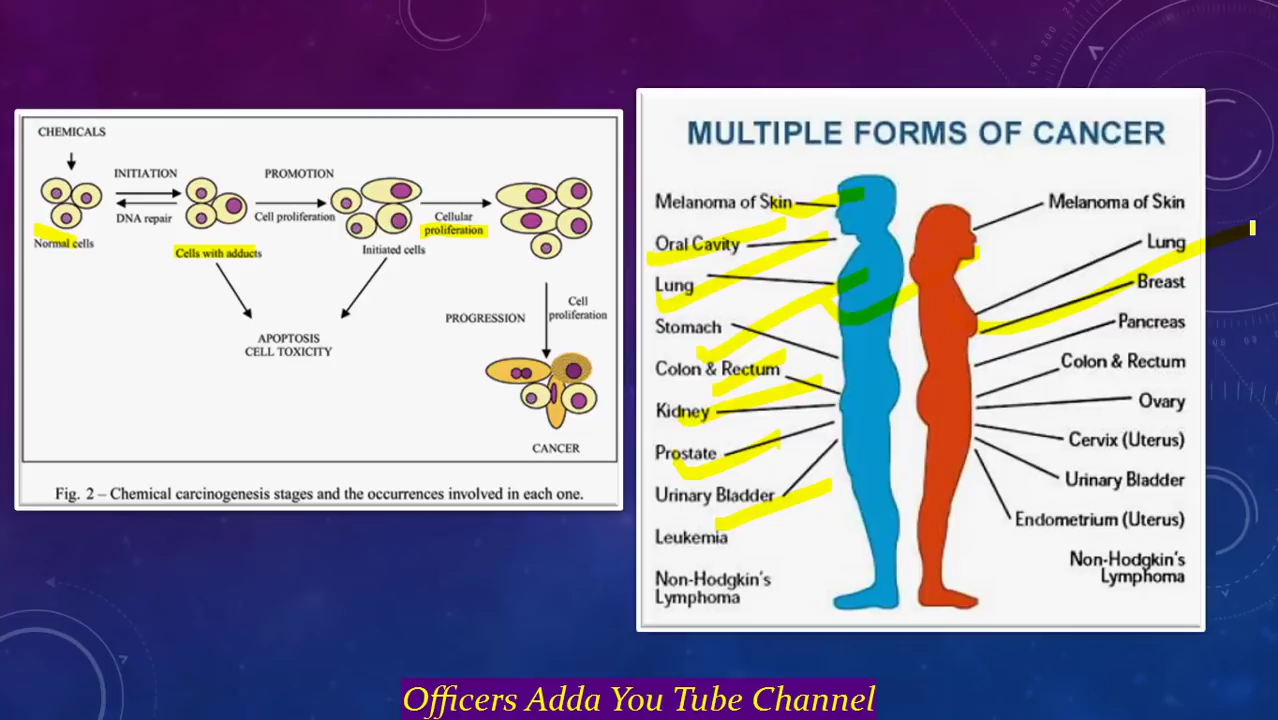 CHEMICALS
INITIATION
DNA repair
PROMOTION
Cell proliferation
Cellular
proliferation
Normal cells
Cells with adducts
Initiated cells
APOPTOSIS
CELL TOXICITY
PROGRESSION
Cell
proliferation
CANCER
Fig. 2 – Chemical carcinogenesis stages and the occurrences involved in each one.
MULTIPLE FORMS OF CANCER
Melanoma of Skin
Oral Cavity
Lung
Stomach
Colon & Rectum
Kidney
Prostate
Urinary Bladder
Leukemia
Non-Hodgkin's
Lymphoma
Melanoma of Skin
Lung
Breast
Pancreas
Colon & Rectum
Ovary
Cervix (Uterus)
Urinary Bladder
Endometrium (Uterus)
Non-Hodgkin's
Lymphoma
Officers Adda You Tube Channel